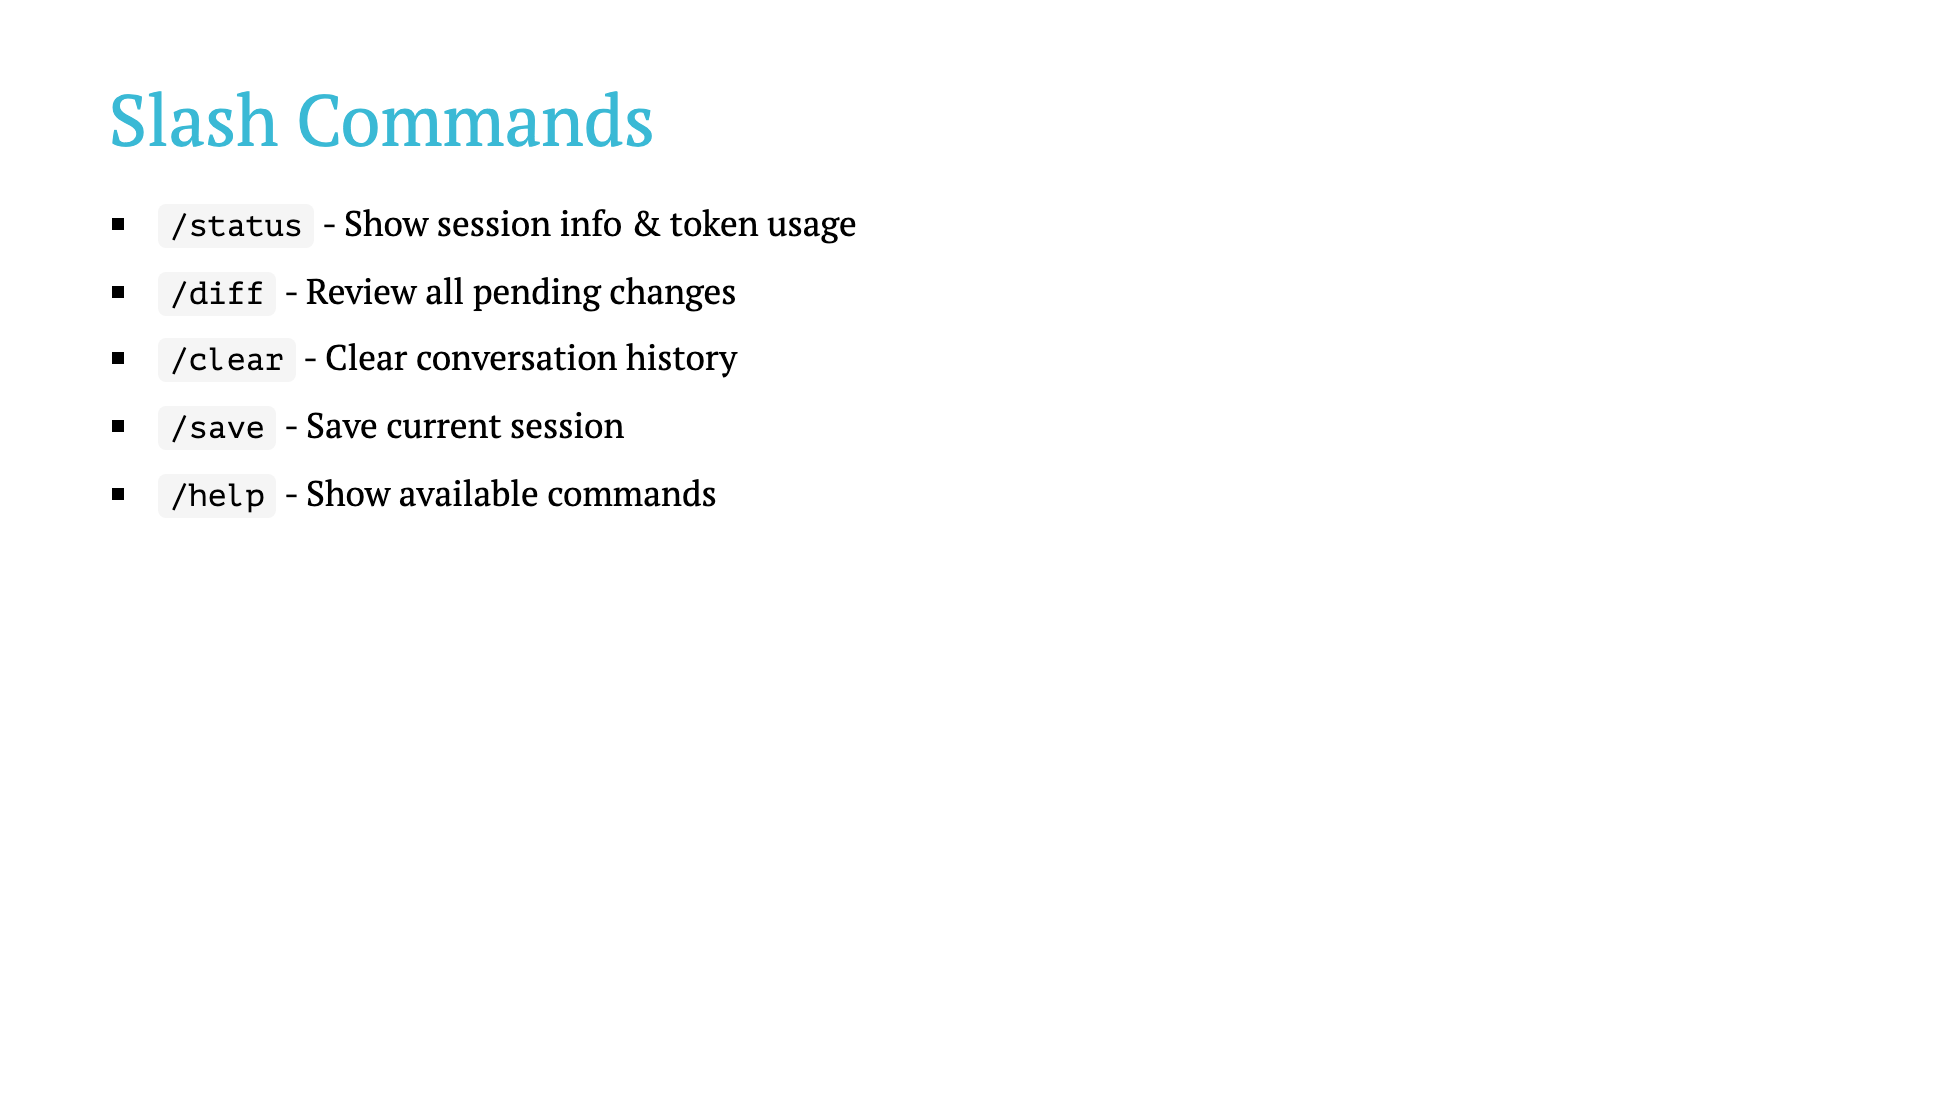 Slash Commands
/status - Show session info & token usage
/diff - Review all pending changes
/clear - Clear conversation history
/save - Save current session
/help - Show available commands